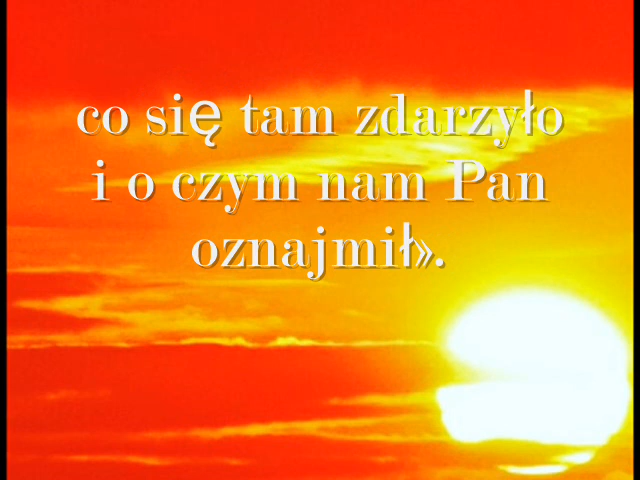 co się tam zdarzyło
i o czym nam Pan
oznajmił».